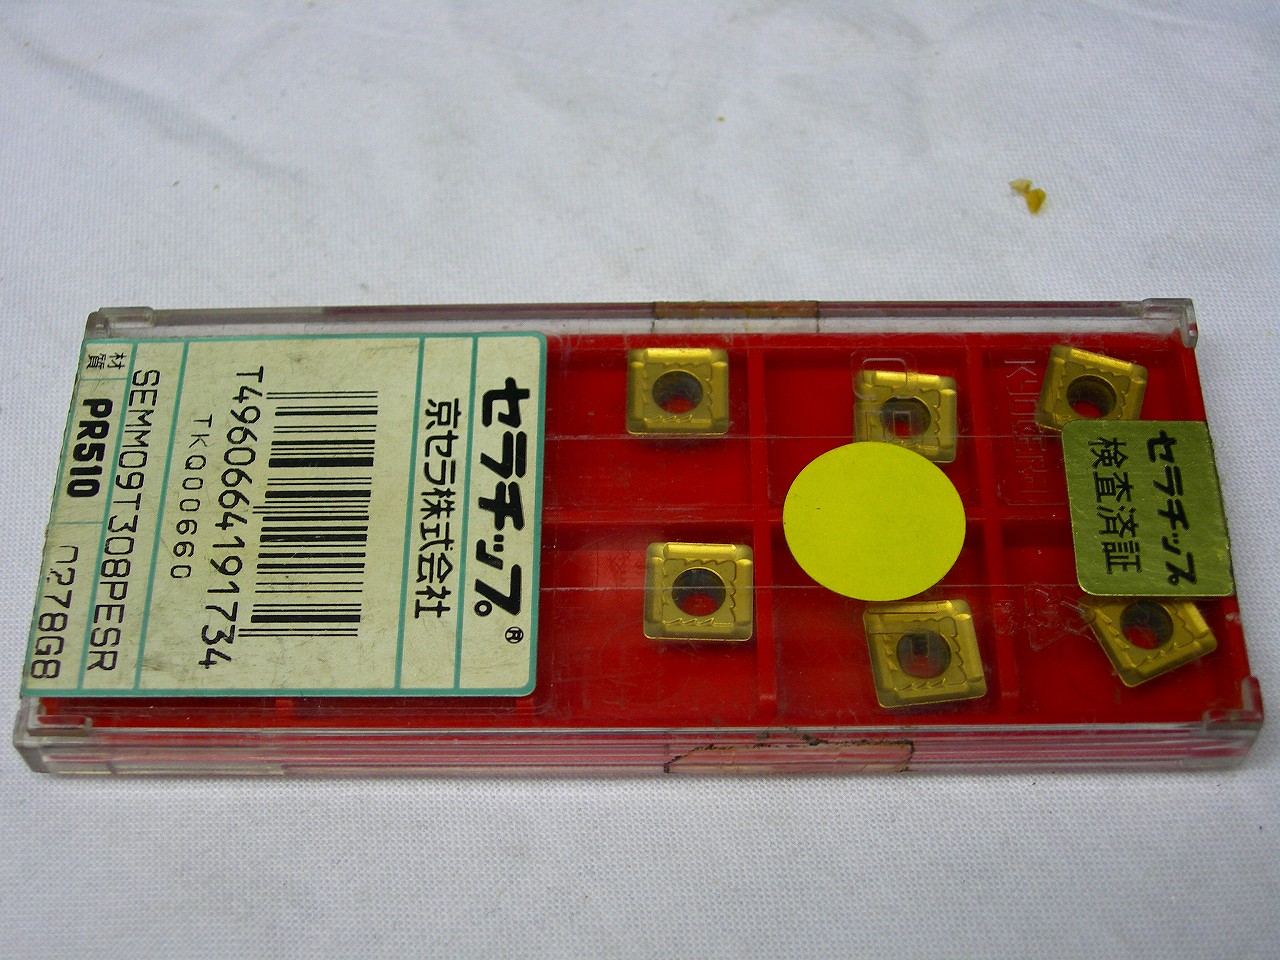 セラチップ。®
京セラ株式会社
T4960664191734
TKQ00660
SEMM09T308PESR
材質
PR510
0278G8
セラチップ
検査済証